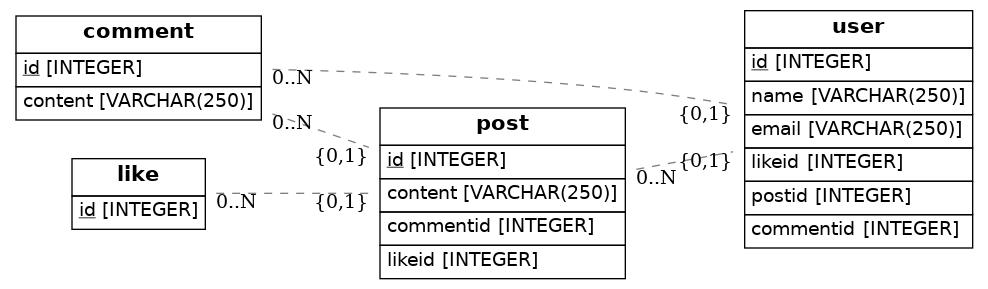 comment
id [INTEGER]
content [VARCHAR(250)]
0..N
{0,1}
0..N
{0,1}
like
id [INTEGER]
0..N
{0,1}
post
id [INTEGER]
content [VARCHAR(250)]
commentid [INTEGER]
likeid [INTEGER]
0..N
{0,1}
user
id [INTEGER]
name [VARCHAR(250)]
email [VARCHAR(250)]
likeid [INTEGER]
postid [INTEGER]
commentid [INTEGER]